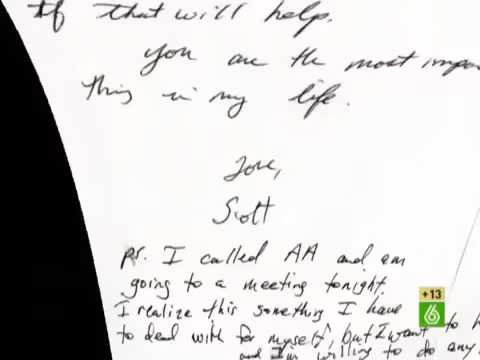 If that will help.
You are the most impo
thing in my life.
Love,
Scott
P.S. I called AA and am
going to a meeting tonight.
I realize this something I have
to deal with for myself, but I want to h
and I'm willing to do any
+13
6